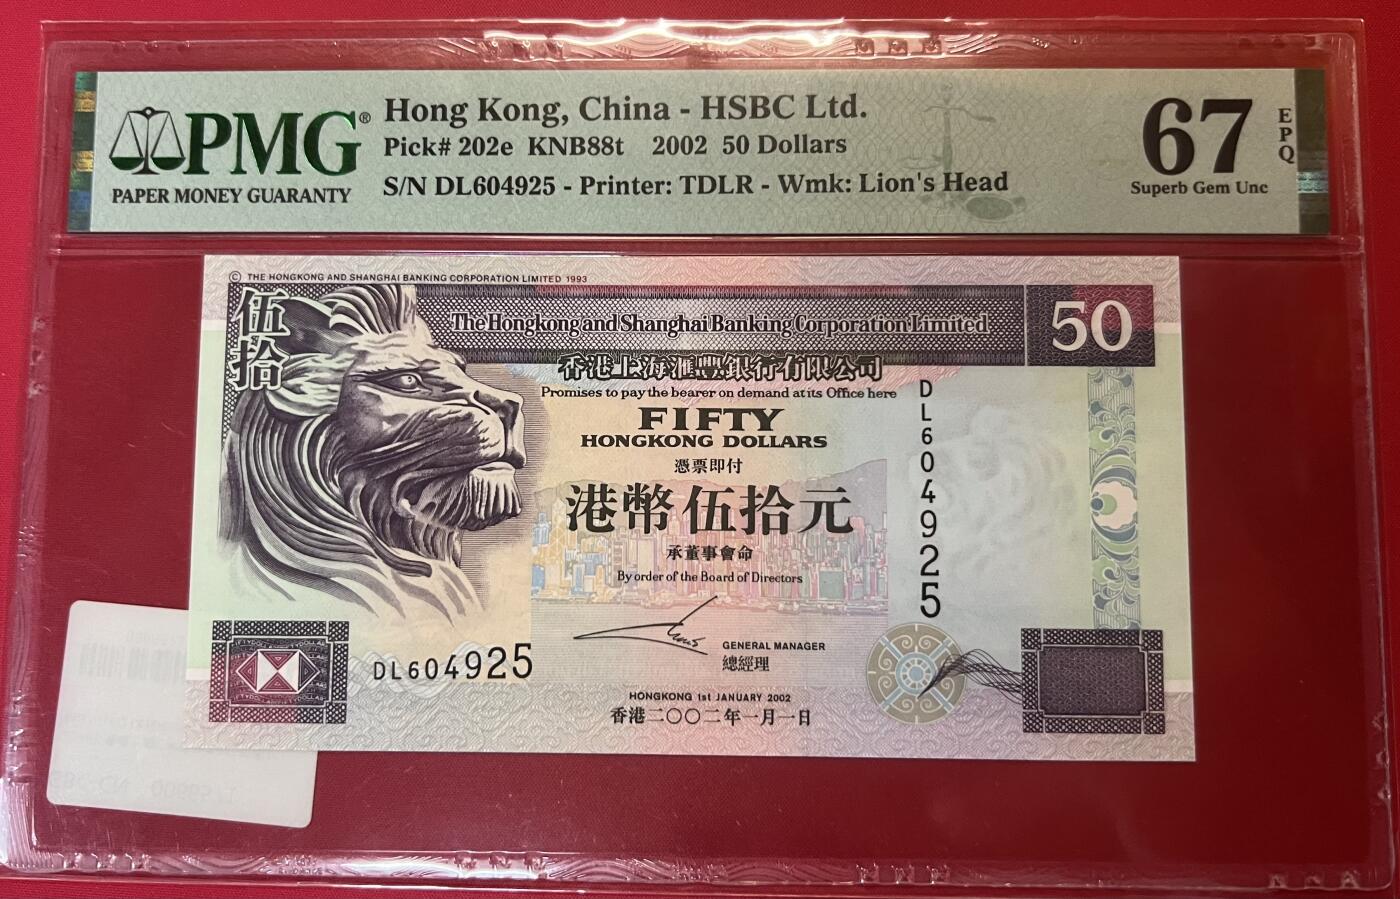 PMG®
PAPER MONEY GUARANTY
Hong Kong, China - HSBC Ltd.
Pick# 202e KNB88t 2002 50 Dollars
S/N DL604925 - Printer: TDLR - Wmk: Lion's Head
67
EPQ
Superb Gem Unc
© THE HONGKONG AND SHANGHAI BANKING CORPORATION LIMITED 1993
伍拾
The Hongkong and Shanghai Banking Corporation Limited
50
香港上海滙豐銀行有限公司
Promises to pay the bearer on demand at its Office here
FIFTY
HONGKONG DOLLARS
憑票即付
港幣伍拾元
承董事會命
By order of the Board of Directors
DL604925
GENERAL MANAGER
總經理
DL604925
HONGKONG 1st JANUARY 2002
香港二〇〇二年一月一日